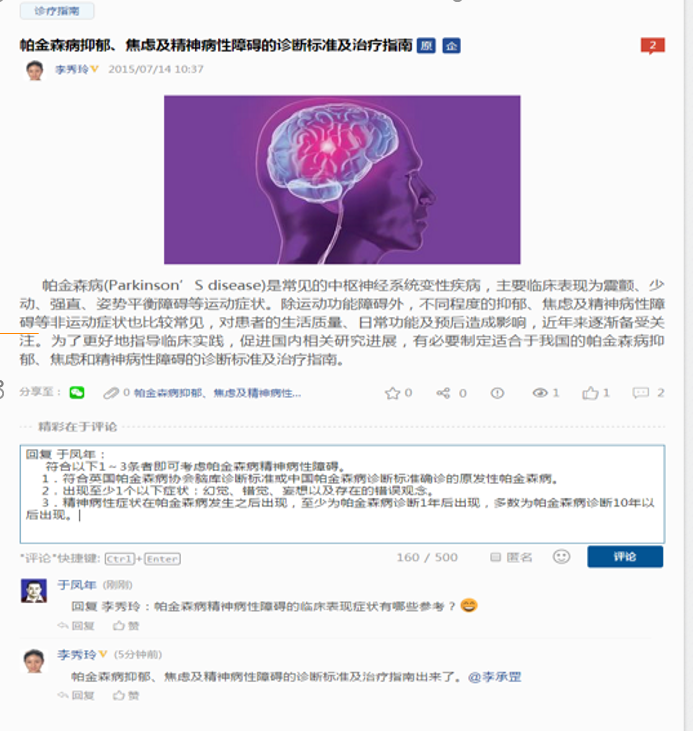 诊疗指南
帕金森病抑郁、焦虑及精神病性障碍的诊断标准及治疗指南 原 企
2
李秀玲 V 2015/07/14 10:37
帕金森病(Parkinson’S disease)是常见的中枢神经系统变性疾病，主要临床表现为震颤、少
动、强直、姿势平衡障碍等运动症状。除运动功能障碍外，不同程度的抑郁、焦虑及精神病性障
碍等非运动症状也比较常见，对患者的生活质量、日常功能及预后造成影响，近年来逐渐备受关
注。为了更好地指导临床实践，促进国内相关研究进展，有必要制定适合于我国的帕金森病抑
郁、焦虑和精神病性障碍的诊断标准及治疗指南。
分享至： 0 帕金森病抑郁、焦虑及精神病性... 0 0 1 1 2
精彩在于评论
回复 于凤年：
符合以下1～3条者即可考虑帕金森病精神病性障碍。
1．符合英国帕金森病协会脑库诊断标准或中国帕金森病诊断标准确诊的原发性帕金森病。
2．出现至少1个以下症状：幻觉、错觉、妄想以及存在的错误观念。
3．精神病性症状在帕金森病发生之后出现，至少为帕金森病诊断1年后出现，多数为帕金森病诊断10年以
后出现。
"评论"快捷键: Ctrl+Enter 160 / 500 匿名 评论
于凤年 (刚刚)
回复 李秀玲：帕金森病精神病性障碍的临床表现症状有哪些参考？
回复 赞
李秀玲 V (5分钟前)
帕金森病抑郁、焦虑及精神病性障碍的诊断标准及治疗指南出来了。@李承罡
回复 赞